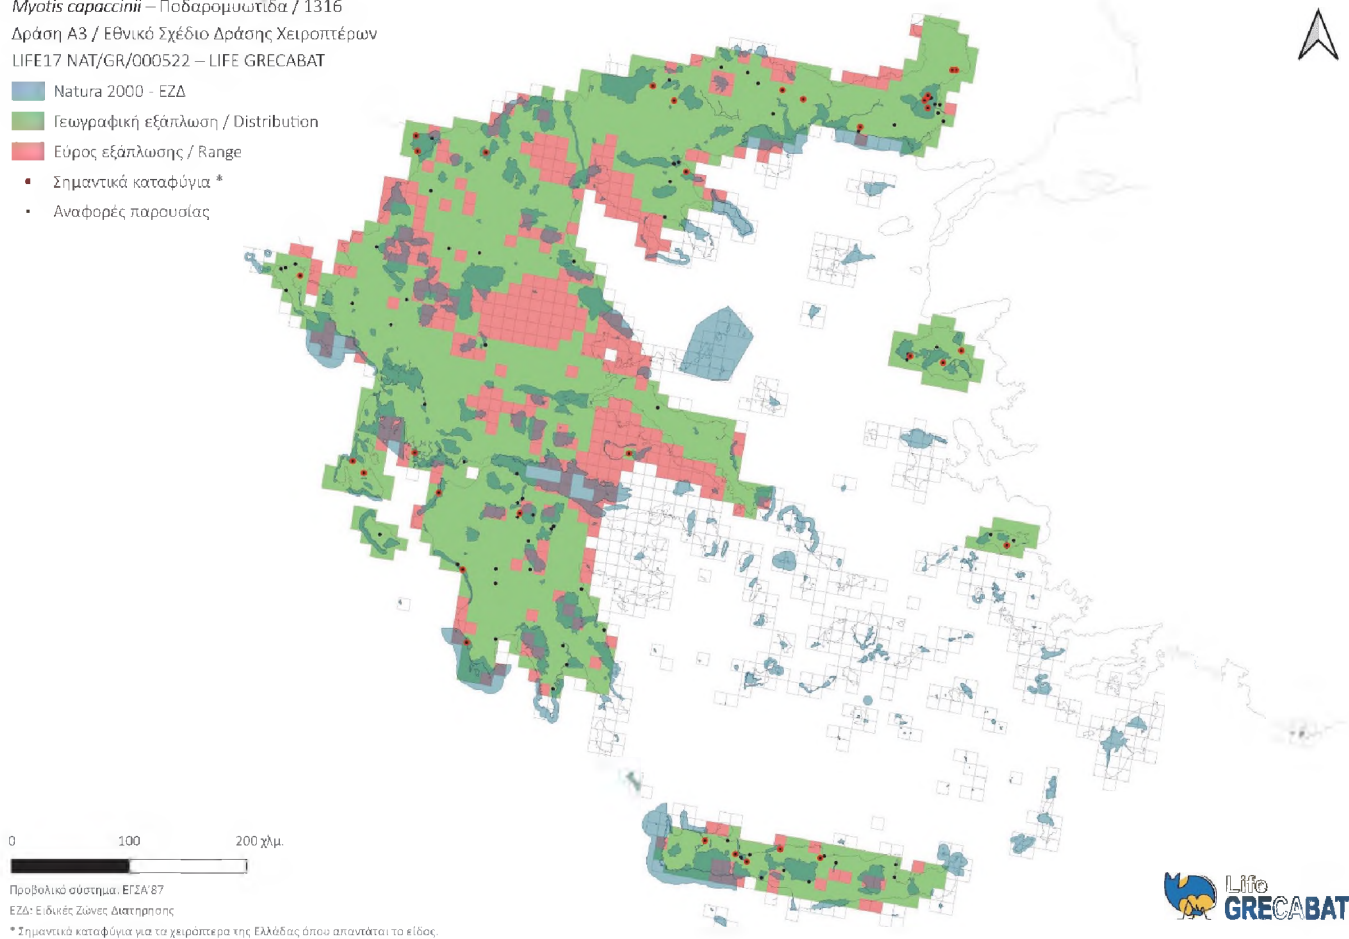 Myotis capaccinii – Ποδαρομυωτίδα / 1316
Δράση Α3 / Εθνικό Σχέδιο Δράσης Χειροπτέρων
LIFE17 NAT/GR/000522 – LIFE GRECABAT
Natura 2000 - ΕΖΔ
Γεωγραφική εξάπλωση / Distribution
Εύρος εξάπλωσης / Range
Σημαντικά καταφύγια *
Αναφορές παρουσίας
0 100 200 χλμ.
Προβολικό σύστημα: ΕΓΣΑ'87
ΕΖΔ: Ειδικές Ζώνες Διατήρησης
* Σημαντικά καταφύγια για τα χειρόπτερα της Ελλάδας όπου απαντάται το είδος.
Life
GRECABAT